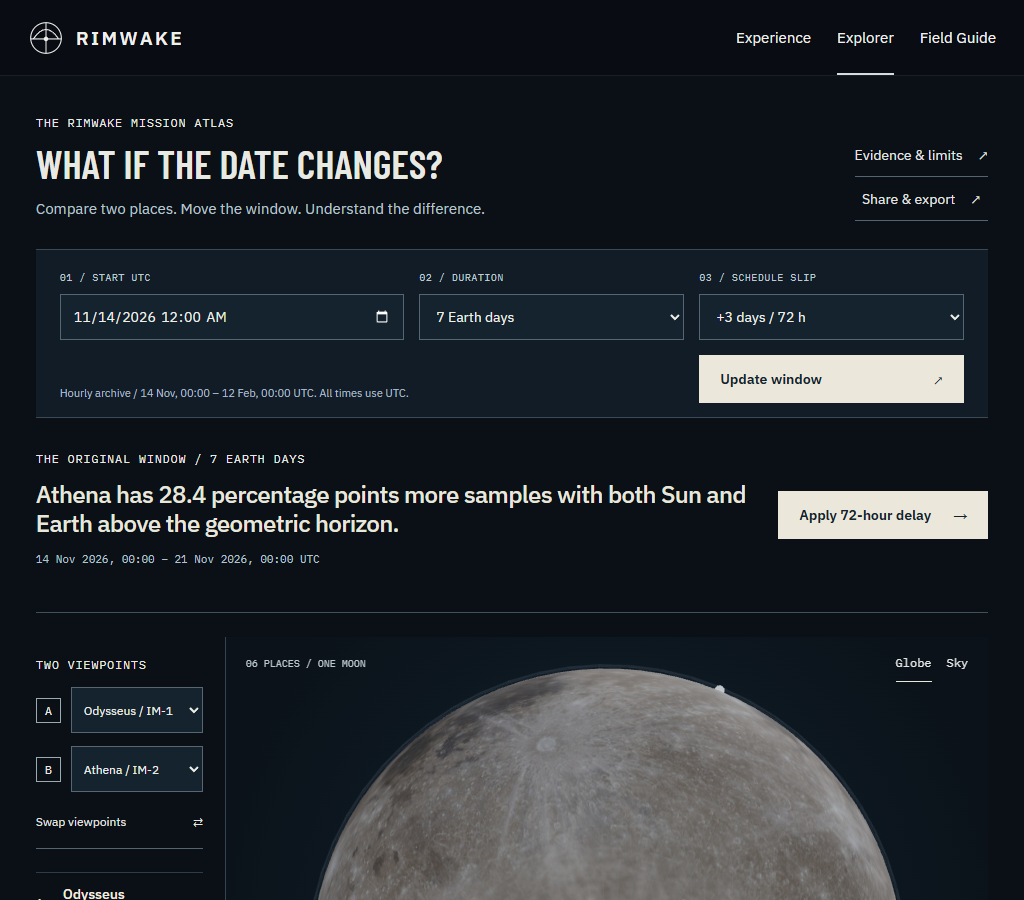 RIMWAKE
Experience
Explorer
Field Guide
THE RIMWAKE MISSION ATLAS
WHAT IF THE DATE CHANGES?
Compare two places. Move the window. Understand the difference.
Evidence & limits ↗
Share & export ↗
01 / START UTC
11/14/2026 12:00 AM
02 / DURATION
7 Earth days
03 / SCHEDULE SLIP
+3 days / 72 h
Hourly archive / 14 Nov, 00:00 – 12 Feb, 00:00 UTC. All times use UTC.
Update window ↗
THE ORIGINAL WINDOW / 7 EARTH DAYS
Athena has 28.4 percentage points more samples with both Sun and
Earth above the geometric horizon.
14 Nov 2026, 00:00 – 21 Nov 2026, 00:00 UTC
Apply 72-hour delay →
TWO VIEWPOINTS
A
Odysseus / IM-1
B
Athena / IM-2
Swap viewpoints ⇄
Odysseus
06 PLACES / ONE MOON
Globe
Sky